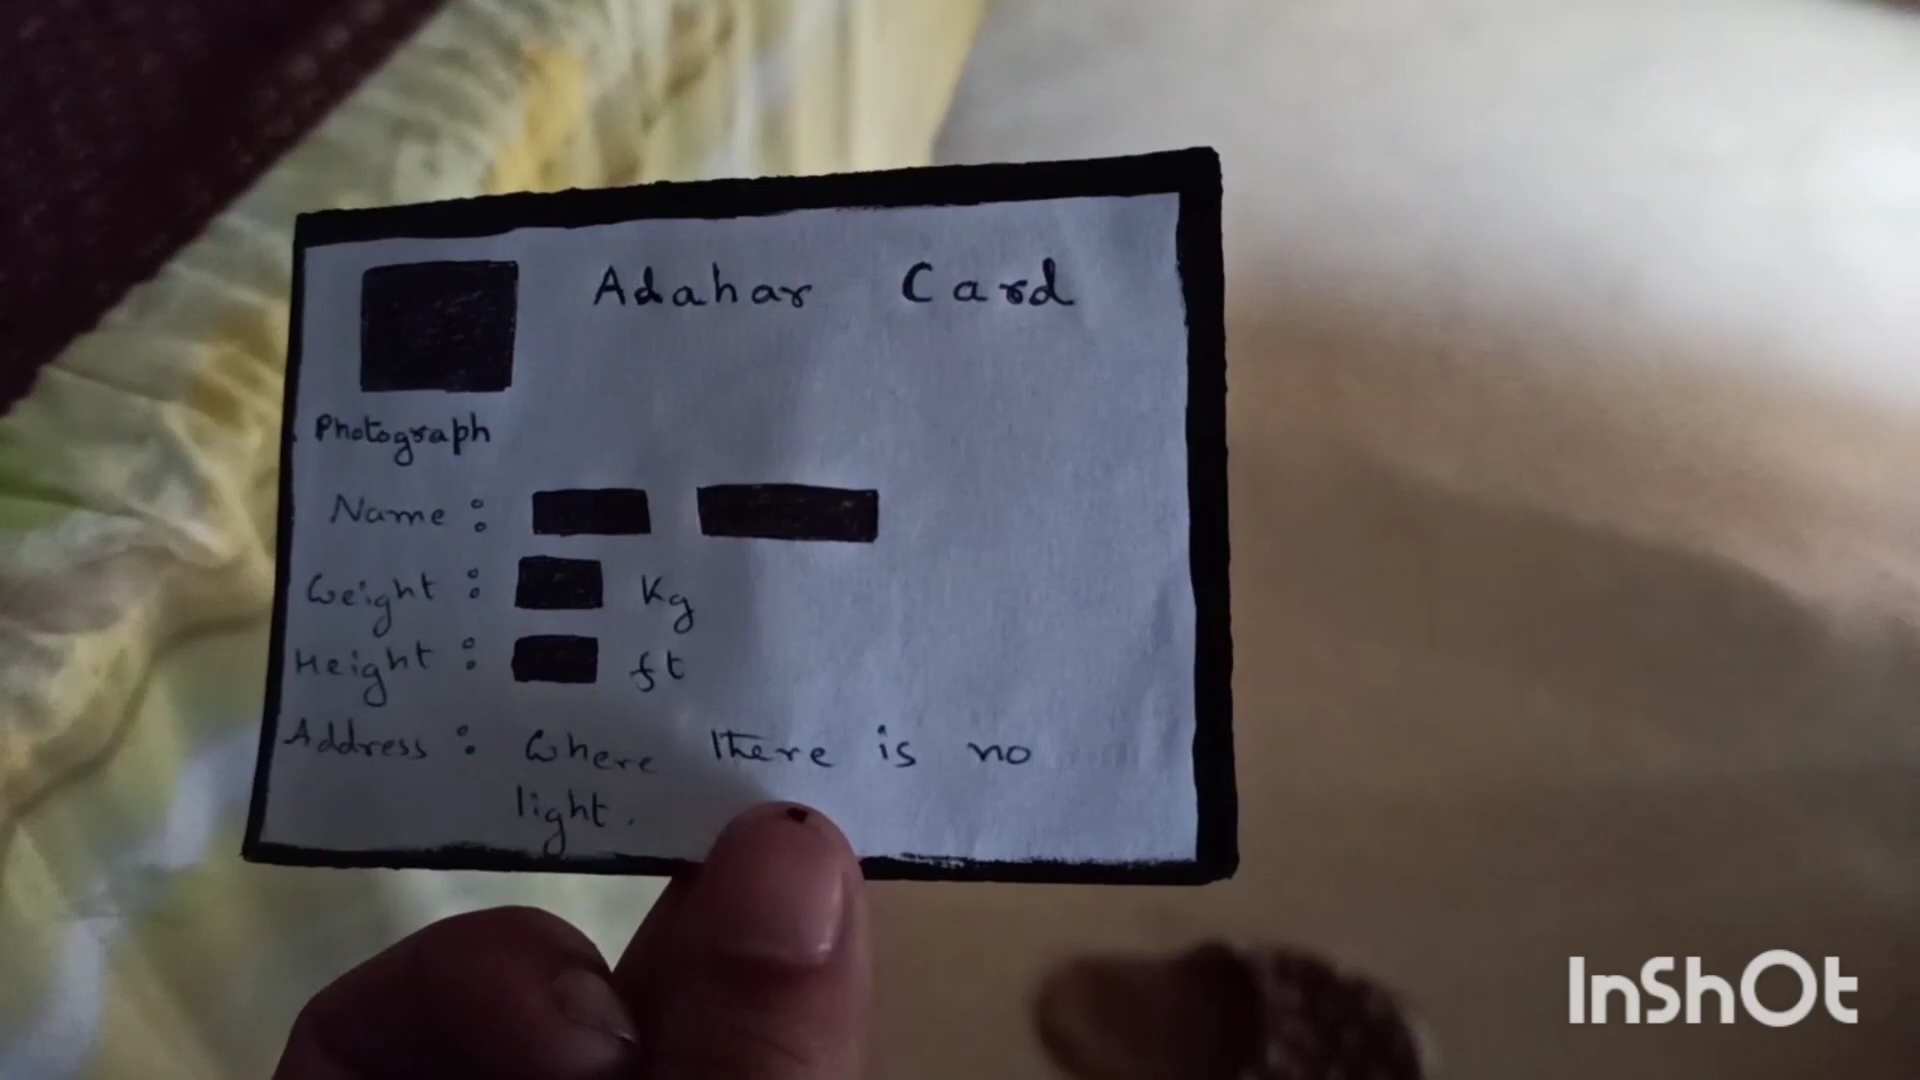 Adahar Card
Photograph
Name :
Weight : Kg
Height : ft
Address : Where there is no
light.
InShOt